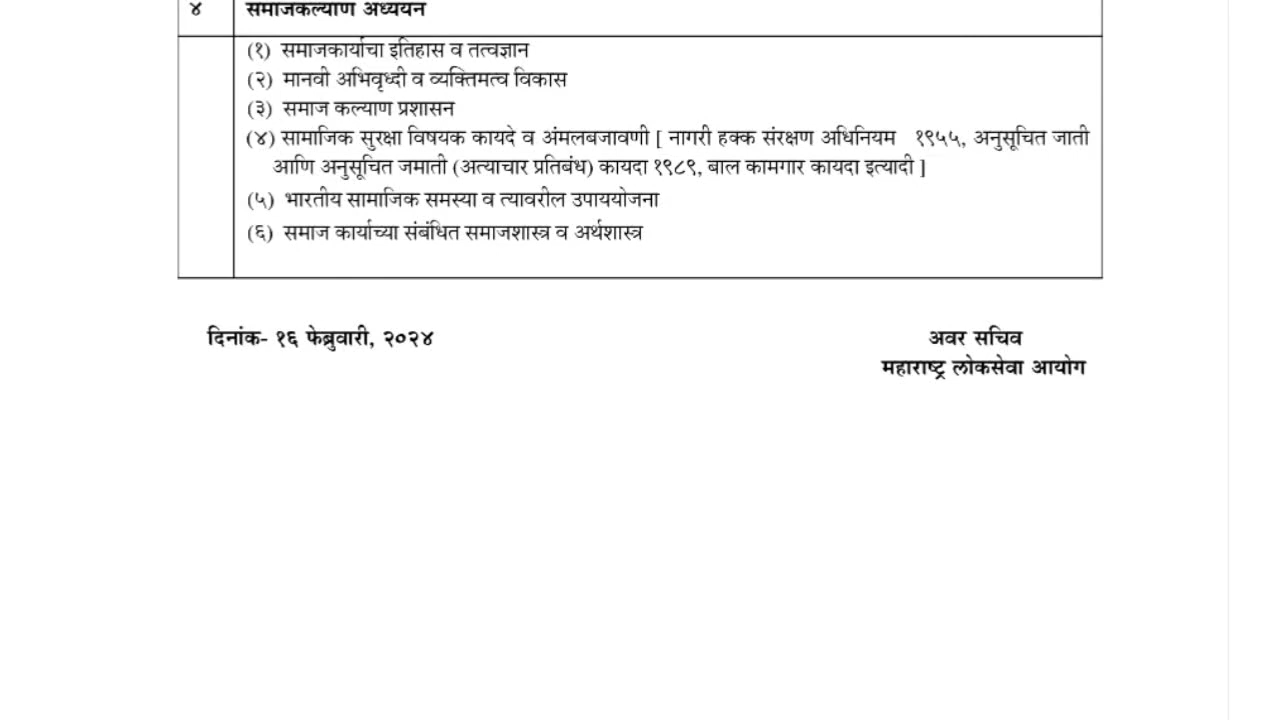 ४ समाजकल्याण अध्ययन
(१) समाजकार्याचा इतिहास व तत्वज्ञान
(२) मानवी अभिवृध्दी व व्यक्तिमत्व विकास
(३) समाज कल्याण प्रशासन
(४) सामाजिक सुरक्षा विषयक कायदे व अंमलबजावणी [ नागरी हक्क संरक्षण अधिनियम १९५५, अनुसूचित जाती
आणि अनुसूचित जमाती (अत्याचार प्रतिबंध) कायदा १९८९, बाल कामगार कायदा इत्यादी ]
(५) भारतीय सामाजिक समस्या व त्यावरील उपाययोजना
(६) समाज कार्याच्या संबंधित समाजशास्त्र व अर्थशास्त्र
दिनांक- १६ फेब्रुवारी, २०२४
अवर सचिव
महाराष्ट्र लोकसेवा आयोग